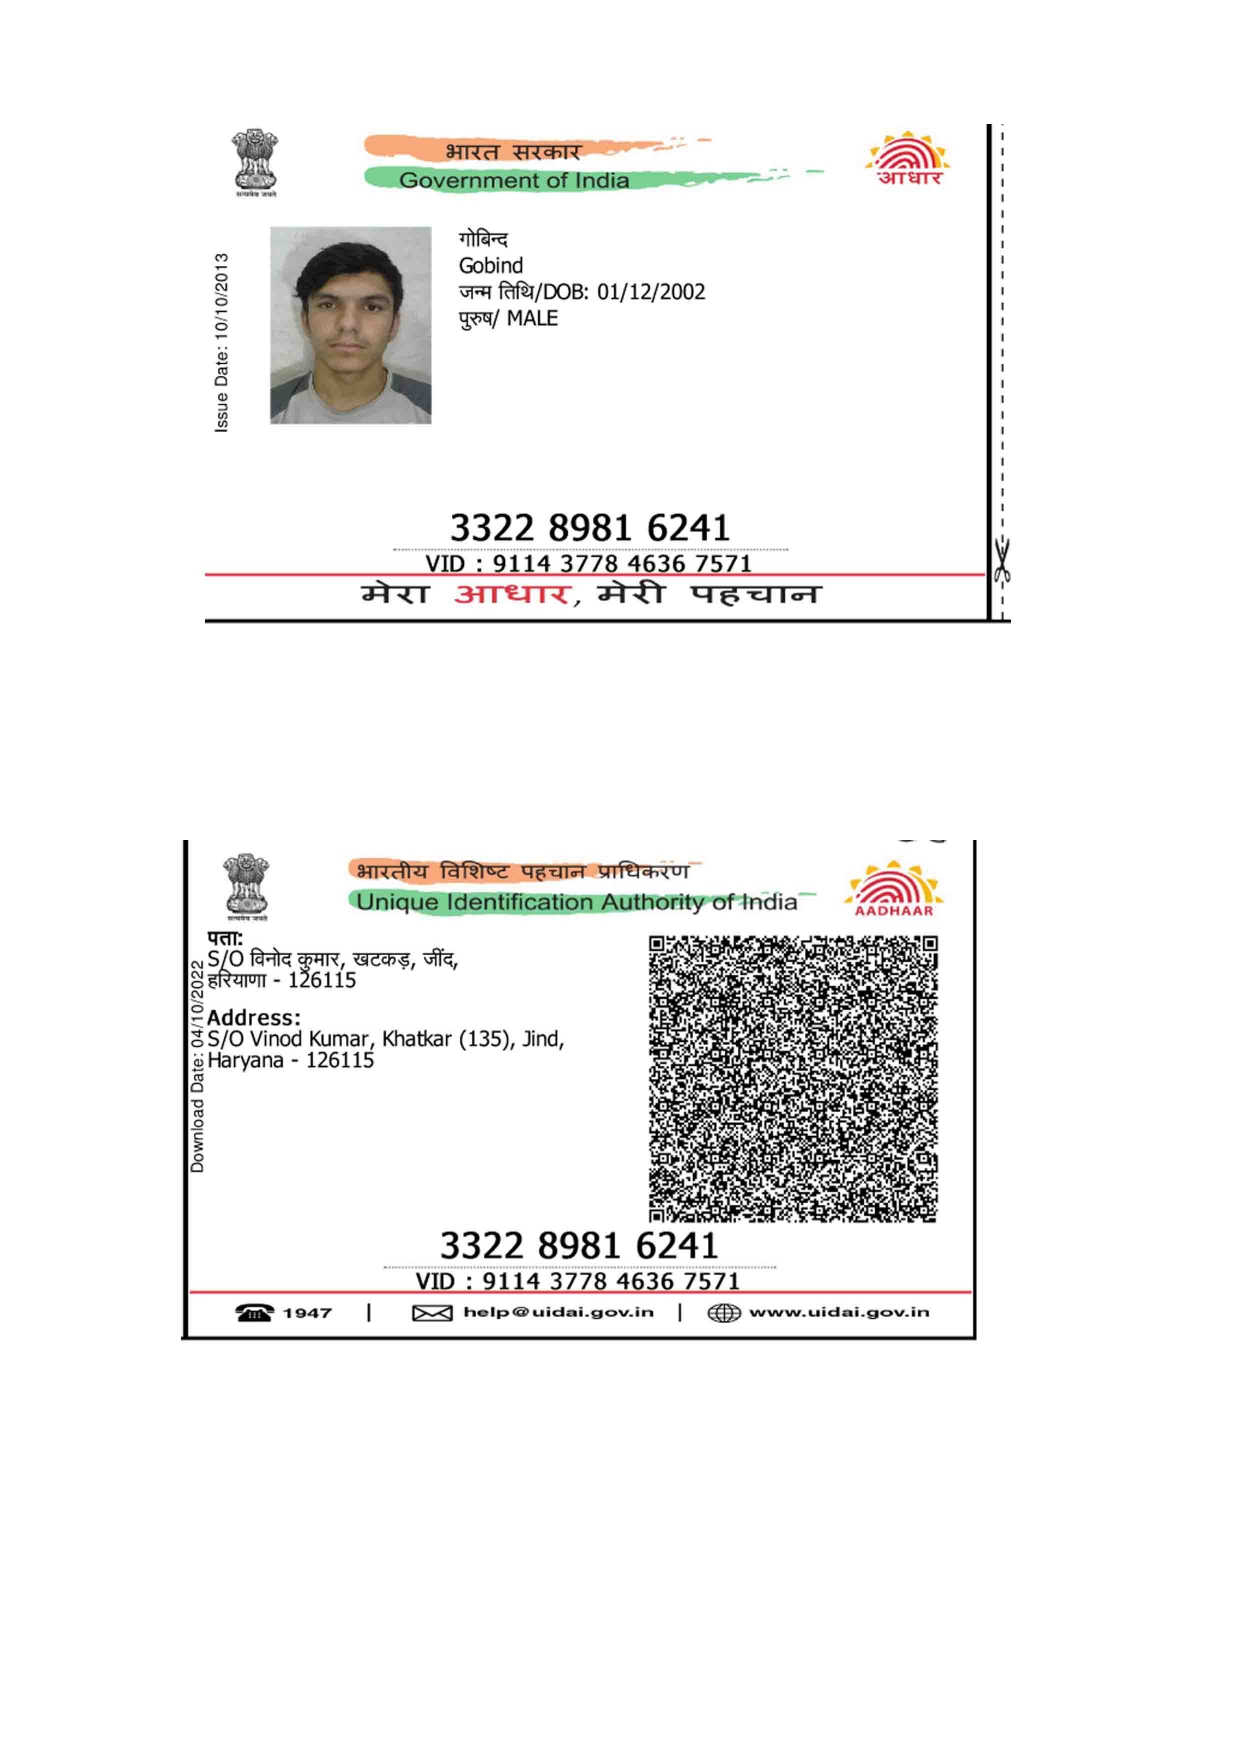 भारत सरकार
Government of India
आधार
सत्यमेव जयते
Issue Date: 10/10/2013
गोबिन्द
Gobind
जन्म तिथि/DOB: 01/12/2002
पुरुष/ MALE
3322 8981 6241
VID : 9114 3778 4636 7571
मेरा आधार, मेरी पहचान
भारतीय विशिष्ट पहचान प्राधिकरण
Unique Identification Authority of India
AADHAAR
सत्यमेव जयते
Download Date: 04/10/2022
पता:
S/O विनोद कुमार, खटकड़, जींद,
हरियाणा - 126115
Address:
S/O Vinod Kumar, Khatkar (135), Jind,
Haryana - 126115
3322 8981 6241
VID : 9114 3778 4636 7571
1947 | help@uidai.gov.in | www.uidai.gov.in